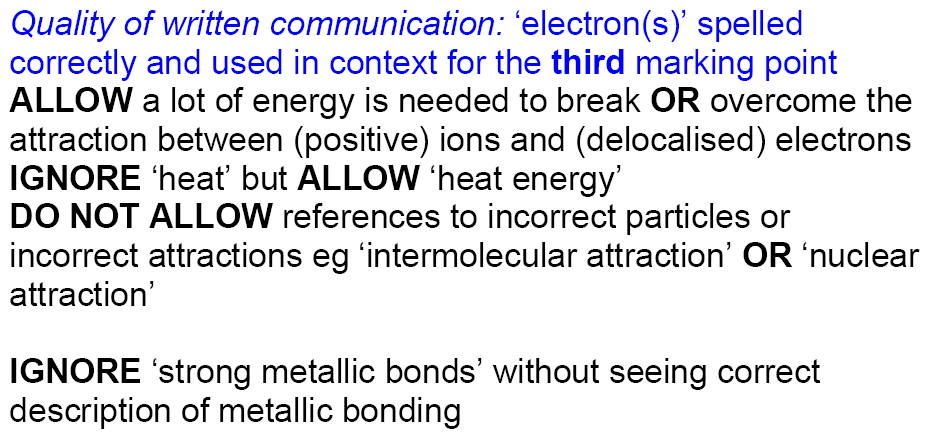 Quality of written communication: ‘electron(s)’ spelled
correctly and used in context for the third marking point
ALLOW a lot of energy is needed to break OR overcome the
attraction between (positive) ions and (delocalised) electrons
IGNORE ‘heat’ but ALLOW ‘heat energy’
DO NOT ALLOW references to incorrect particles or
incorrect attractions eg ‘intermolecular attraction’ OR ‘nuclear
attraction’
IGNORE ‘strong metallic bonds’ without seeing correct
description of metallic bonding